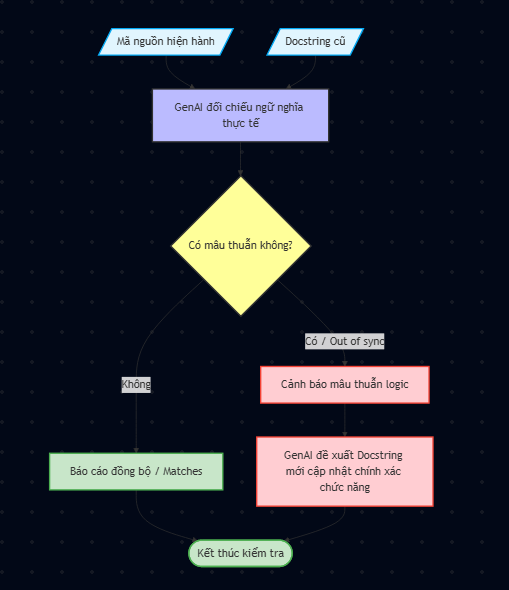 Mã nguồn hiện hành
Docstring cũ
GenAI đối chiếu ngữ nghĩa
thực tế
Có mâu thuẫn không?
Có / Out of sync
Không
Cảnh báo mâu thuẫn logic
GenAI đề xuất Docstring
mới cập nhật chính xác
chức năng
Báo cáo đồng bộ / Matches
Kết thúc kiểm tra